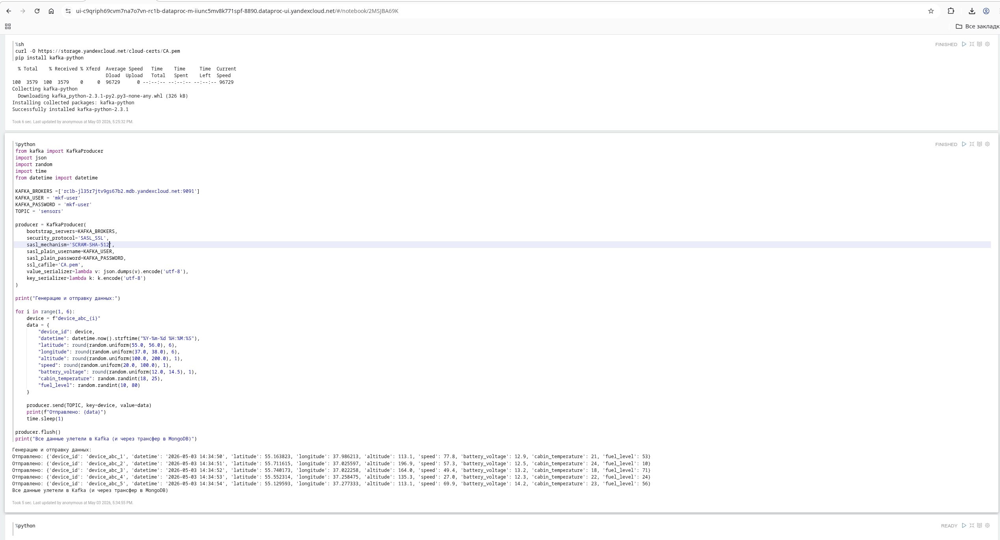 ui-c9qriph69cvm7na7o7vn-rc1b-dataproc-m-iiunc5mv8k771spf-8890.dataproc-ui.yandexcloud.net/#/notebook/2MSJBA69K
Все закладк
%sh
FINISHED
curl -O https://storage.yandexcloud.net/cloud-certs/CA.pem
pip install kafka-python
  % Total    % Received % Xferd  Average Speed   Time    Time     Time  Current
                                 Dload  Upload   Total   Spent    Left  Speed
100  3579  100  3579    0     0  96729      0 --:--:-- --:--:-- --:--:-- 96729
Collecting kafka-python
  Downloading kafka_python-2.3.1-py2.py3-none-any.whl (326 kB)
Installing collected packages: kafka-python
Successfully installed kafka-python-2.3.1
Took 6 sec. Last updated by anonymous at May 03 2026, 5:25:32 PM.
%python
FINISHED
from kafka import KafkaProducer
import json
import random
import time
from datetime import datetime
KAFKA_BROKERS =['rc1b-jl35r7jtv9gs67b2.mdb.yandexcloud.net:9091']
KAFKA_USER = 'mkf-user'
KAFKA_PASSWORD = 'mkf-user'
TOPIC = 'sensors'
producer = KafkaProducer(
    bootstrap_servers=KAFKA_BROKERS,
    security_protocol='SASL_SSL',
    sasl_mechanism='SCRAM-SHA-512',
    sasl_plain_username=KAFKA_USER,
    sasl_plain_password=KAFKA_PASSWORD,
    ssl_cafile='CA.pem',
    value_serializer=lambda v: json.dumps(v).encode('utf-8'),
    key_serializer=lambda k: k.encode('utf-8')
)
print("Генерацию и отправку данных:")
for i in range(1, 6):
    device = f"device_abc_{i}"
    data = {
        "device_id": device,
        "datetime": datetime.now().strftime("%Y-%m-%d %H:%M:%S"),
        "latitude": round(random.uniform(55.0, 56.0), 6),
        "longitude": round(random.uniform(37.0, 38.0), 6),
        "altitude": round(random.uniform(100.0, 200.0), 1),
        "speed": round(random.uniform(20.0, 100.0), 1),
        "battery_voltage": round(random.uniform(12.0, 14.5), 1),
        "cabin_temperature": random.randint(18, 25),
        "fuel_level": random.randint(10, 80)
    }
    producer.send(TOPIC, key=device, value=data)
    print(f"Отправлено: {data}")
    time.sleep(1)
producer.flush()
print("Все данные улетели в Kafka (и через трансфер в MongoDB)")
Генерацию и отправку данных:
Отправлено: {'device_id': 'device_abc_1', 'datetime': '2026-05-03 14:34:50', 'latitude': 55.163823, 'longitude': 37.986213, 'altitude': 113.1, 'speed': 77.8, 'battery_voltage': 12.9, 'cabin_temperature': 21, 'fuel_level': 53}
Отправлено: {'device_id': 'device_abc_2', 'datetime': '2026-05-03 14:34:51', 'latitude': 55.711615, 'longitude': 37.025597, 'altitude': 196.9, 'speed': 57.3, 'battery_voltage': 12.5, 'cabin_temperature': 24, 'fuel_level': 10}
Отправлено: {'device_id': 'device_abc_3', 'datetime': '2026-05-03 14:34:52', 'latitude': 55.740173, 'longitude': 37.022258, 'altitude': 164.0, 'speed': 49.4, 'battery_voltage': 13.2, 'cabin_temperature': 18, 'fuel_level': 71}
Отправлено: {'device_id': 'device_abc_4', 'datetime': '2026-05-03 14:34:53', 'latitude': 55.552314, 'longitude': 37.258475, 'altitude': 135.3, 'speed': 27.0, 'battery_voltage': 12.3, 'cabin_temperature': 22, 'fuel_level': 24}
Отправлено: {'device_id': 'device_abc_5', 'datetime': '2026-05-03 14:34:54', 'latitude': 55.129593, 'longitude': 37.277333, 'altitude': 113.1, 'speed': 69.9, 'battery_voltage': 14.2, 'cabin_temperature': 23, 'fuel_level': 56}
Все данные улетели в Kafka (и через трансфер в MongoDB)
Took 5 sec. Last updated by anonymous at May 03 2026, 5:34:55 PM.
%python
READY